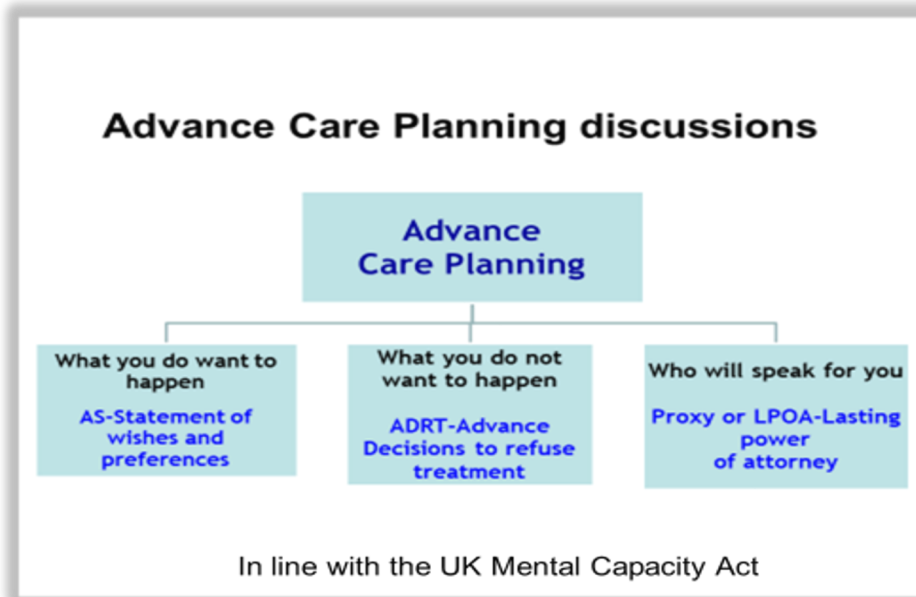 Advance Care Planning discussions
Advance
Care Planning
What you do want to
happen
AS-Statement of
wishes and
preferences
What you do not
want to happen
ADRT-Advance
Decisions to refuse
treatment
Who will speak for you
Proxy or LPOA-Lasting
power
of attorney
In line with the UK Mental Capacity Act